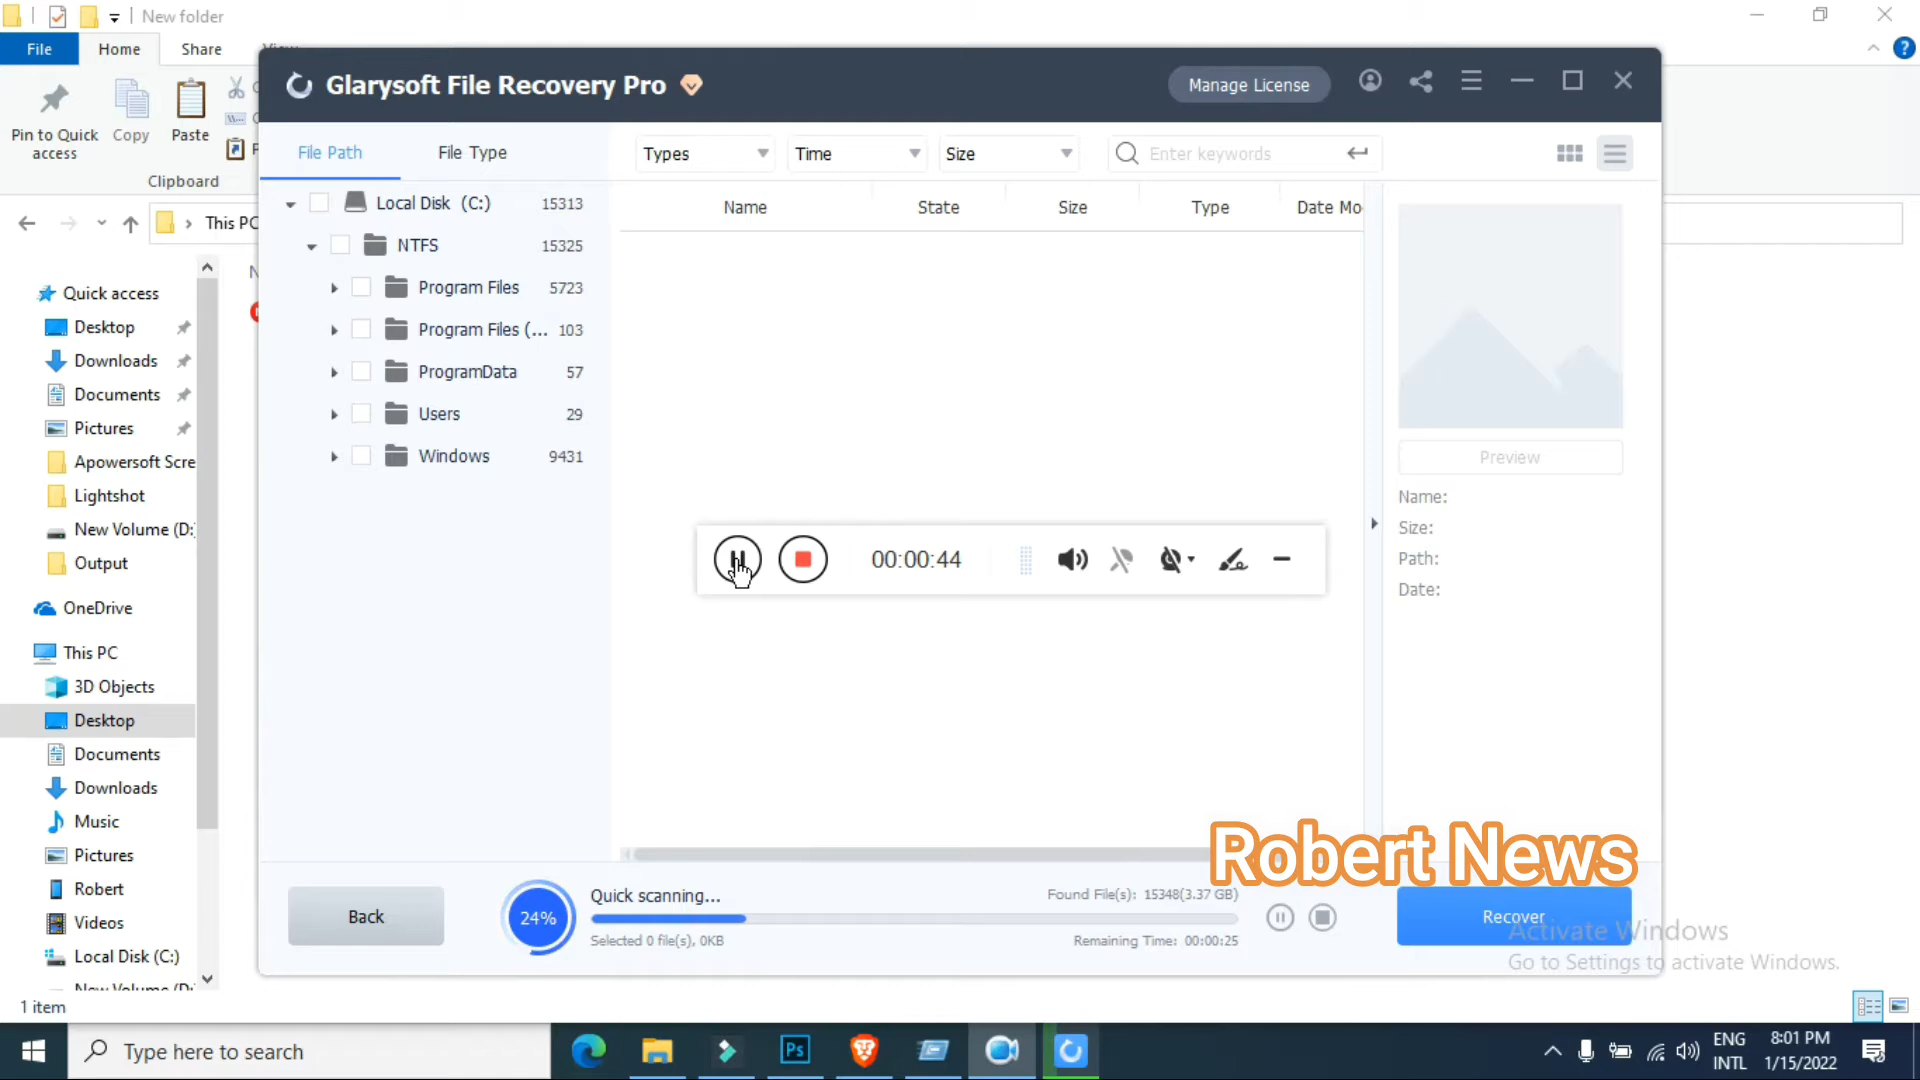 New folder
File
Home
Share
View
Pin to Quick
access
Copy
Paste
Clipboard
This PC
Quick access
Desktop
Downloads
Documents
Pictures
Apowersoft Scre
Lightshot
New Volume (D:
Output
OneDrive
This PC
3D Objects
Desktop
Documents
Downloads
Music
Pictures
Robert
Videos
Local Disk (C:)
New Volume (D:
1 item
Glarysoft File Recovery Pro
Manage License
File Path
File Type
Types
Time
Size
Enter keywords
Local Disk (C:) 15313
NTFS 15325
Program Files 5723
Program Files (... 103
ProgramData 57
Users 29
Windows 9431
Name
State
Size
Type
Date Mo
00:00:44
Preview
Name:
Size:
Path:
Date:
Robert News
Back
24%
Quick scanning...
Found File(s): 15348(3.37 GB)
Selected 0 file(s), 0KB
Remaining Time: 00:00:25
Recover
Activate Windows
Go to Settings to activate Windows.
Type here to search
Ps
ENG
INTL
8:01 PM
1/15/2022